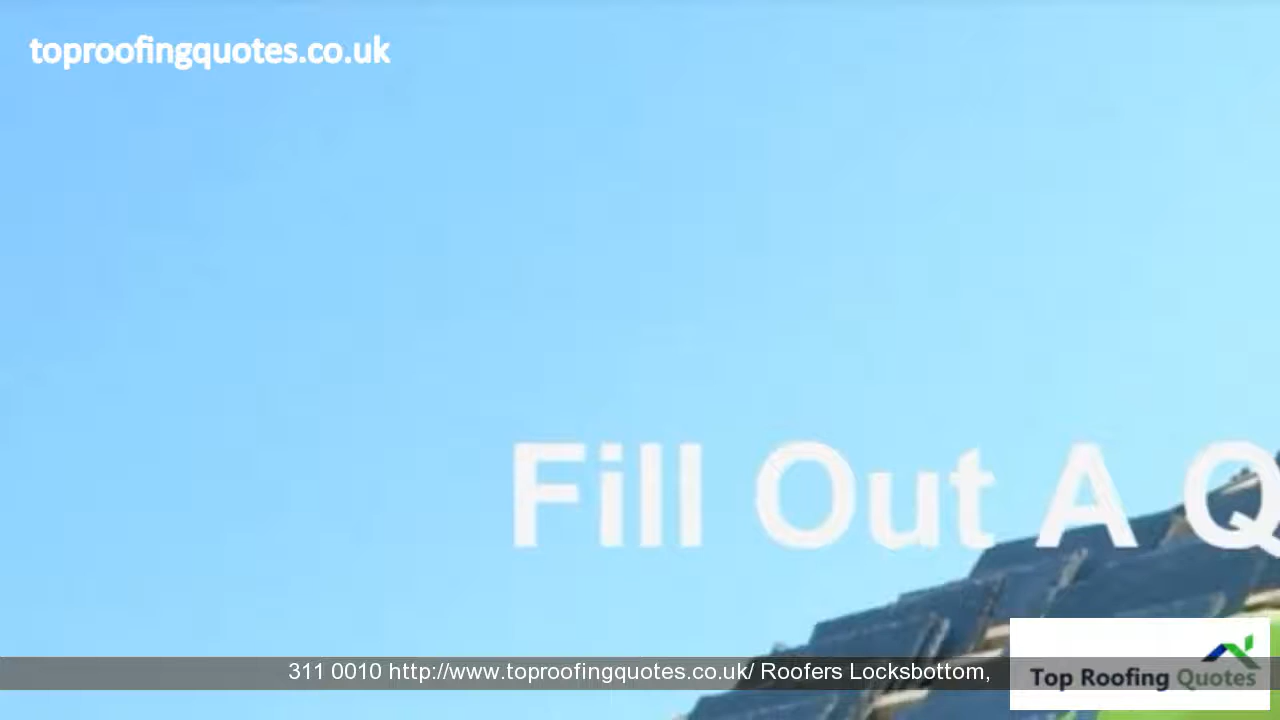 toproofingquotes.co.uk
Fill Out A Q
311 0010 http://www.toproofingquotes.co.uk/ Roofers Locksbottom,
Top Roofing Quotes